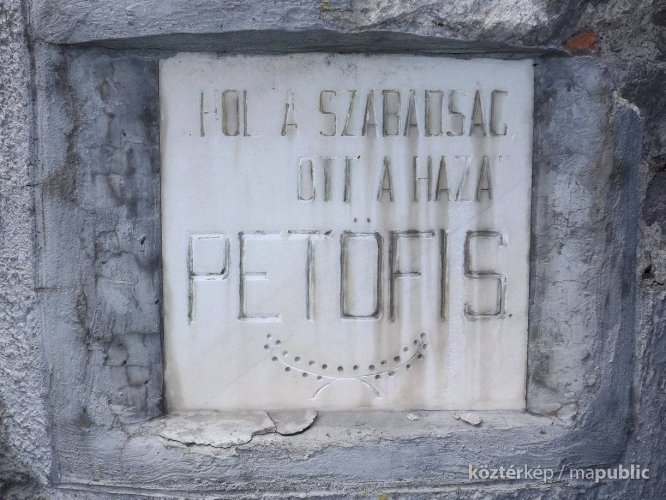 „HOL A SZABADSÁG,
OTT A HAZA"
PETŐFI S.
köztérkép / mapublic